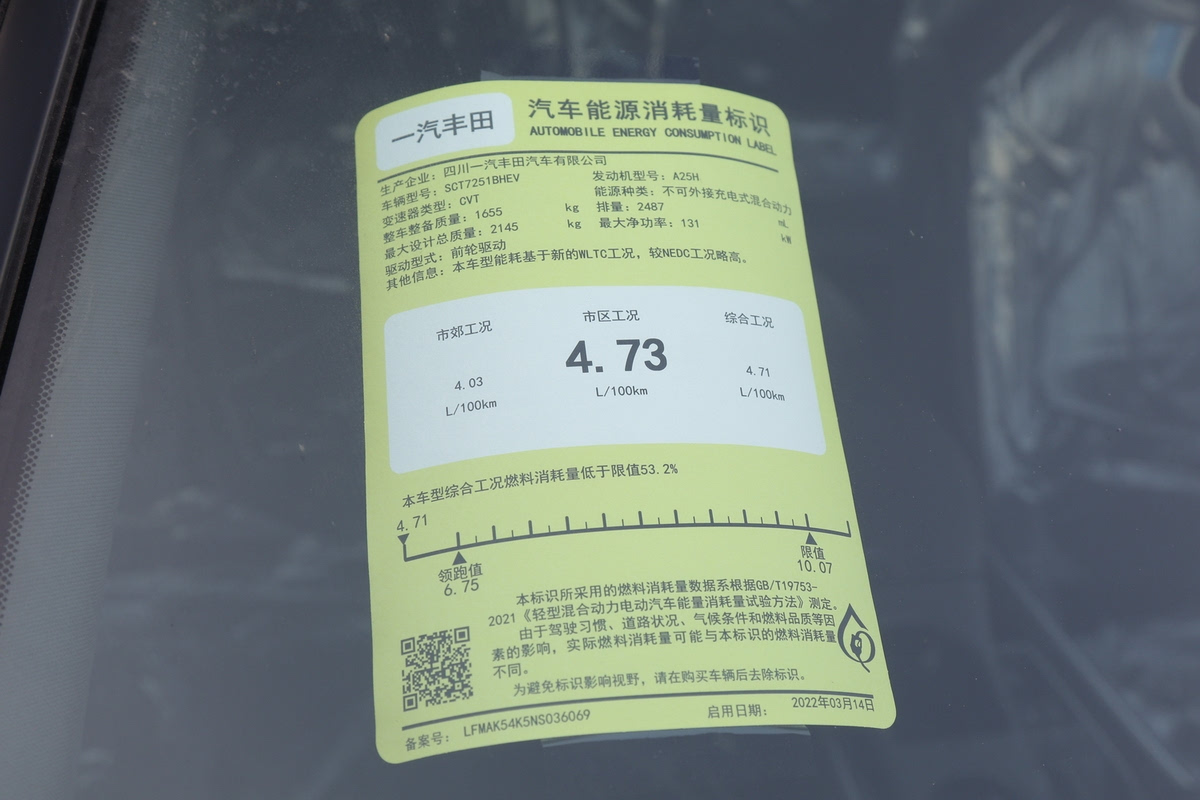 一汽丰田
汽车能源消耗量标识
AUTOMOBILE ENERGY CONSUMPTION LABEL
生产企业：四川一汽丰田汽车有限公司
车辆型号：SCT7251BHEV
发动机型号：A25H
变速器类型：CVT
能源种类：不可外接充电式混合动力
整车整备质量：1655 kg
排量：2487 mL
最大设计总质量：2145 kg
最大净功率：131 kW
驱动型式：前轮驱动
其他信息：本车型能耗基于新的WLTC工况，较NEDC工况略高。
市郊工况
市区工况
综合工况
4.03
4.73
4.71
L/100km
L/100km
L/100km
本车型综合工况燃料消耗量低于限值53.2%
4.71
领跑值
6.75
限值
10.07
本标识所采用的燃料消耗量数据系根据GB/T19753-
2021《轻型混合动力电动汽车能量消耗量试验方法》测定。
由于驾驶习惯、道路状况、气候条件和燃料品质等因
素的影响，实际燃料消耗量可能与本标识的燃料消耗量
不同。
为避免标识影响视野，请在购买车辆后去除标识。
备案号： LFMAK54K5NS036069
启用日期： 2022年03月14日